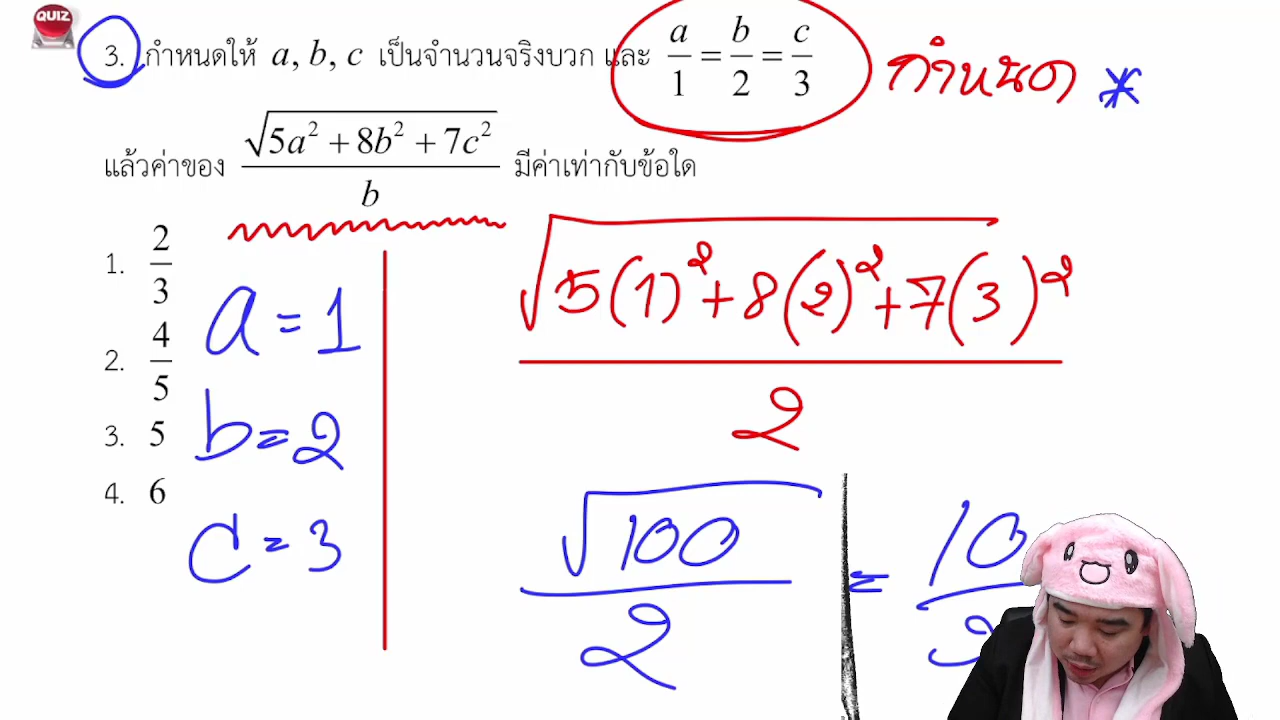 QUIZ
3. กำหนดให้ a, b, c เป็นจำนวนจริงบวก และ a/1 = b/2 = c/3 กำหนด *
แล้วค่าของ √(5a² + 8b² + 7c²)/b มีค่าเท่ากับข้อใด
1. 2/3
2. 4/5
3. 5
4. 6
a = 1
b = 2
c = 3
√(5(1)² + 8(2)² + 7(3)²)/2
√100/2 = 10